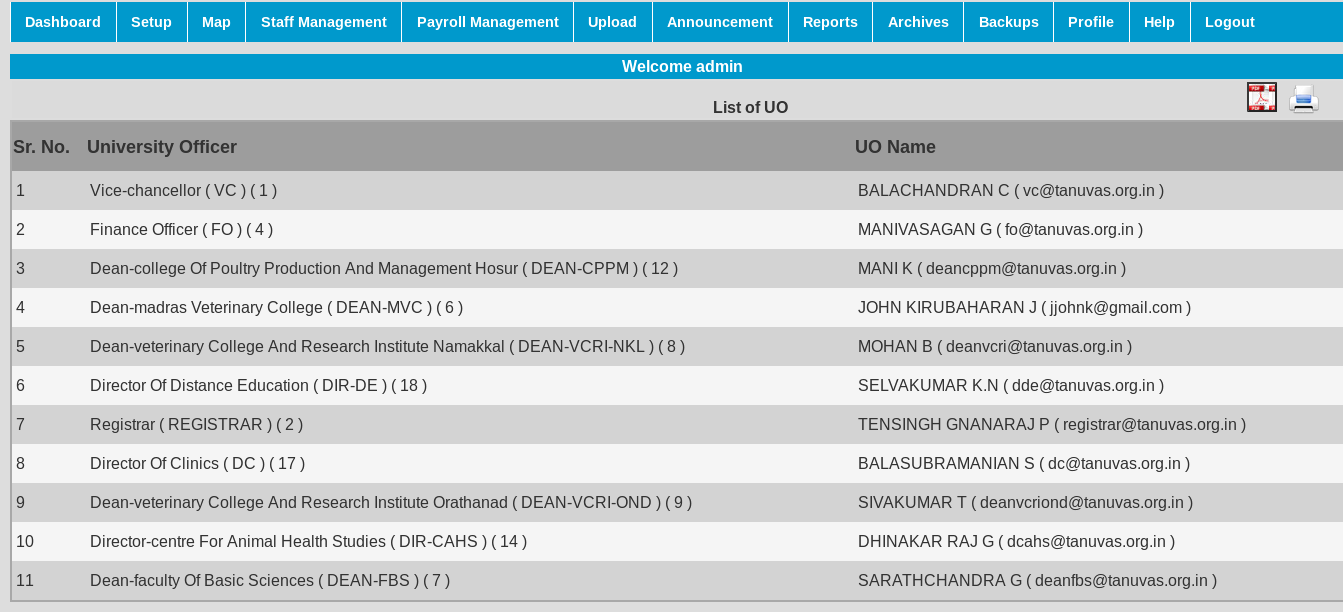 Dashboard Setup Map Staff Management Payroll Management Upload Announcement Reports Archives Backups Profile Help Logout
Welcome admin
List of UO
Sr. No. University Officer UO Name
1 Vice-chancellor ( VC ) ( 1 ) BALACHANDRAN C ( vc@tanuvas.org.in )
2 Finance Officer ( FO ) ( 4 ) MANIVASAGAN G ( fo@tanuvas.org.in )
3 Dean-college Of Poultry Production And Management Hosur ( DEAN-CPPM ) ( 12 ) MANI K ( deancppm@tanuvas.org.in )
4 Dean-madras Veterinary College ( DEAN-MVC ) ( 6 ) JOHN KIRUBAHARAN J ( jjohnk@gmail.com )
5 Dean-veterinary College And Research Institute Namakkal ( DEAN-VCRI-NKL ) ( 8 ) MOHAN B ( deanvcri@tanuvas.org.in )
6 Director Of Distance Education ( DIR-DE ) ( 18 ) SELVAKUMAR K.N ( dde@tanuvas.org.in )
7 Registrar ( REGISTRAR ) ( 2 ) TENSINGH GNANARAJ P ( registrar@tanuvas.org.in )
8 Director Of Clinics ( DC ) ( 17 ) BALASUBRAMANIAN S ( dc@tanuvas.org.in )
9 Dean-veterinary College And Research Institute Orathanad ( DEAN-VCRI-OND ) ( 9 ) SIVAKUMAR T ( deanvcriond@tanuvas.org.in )
10 Director-centre For Animal Health Studies ( DIR-CAHS ) ( 14 ) DHINAKAR RAJ G ( dcahs@tanuvas.org.in )
11 Dean-faculty Of Basic Sciences ( DEAN-FBS ) ( 7 ) SARATHCHANDRA G ( deanfbs@tanuvas.org.in )